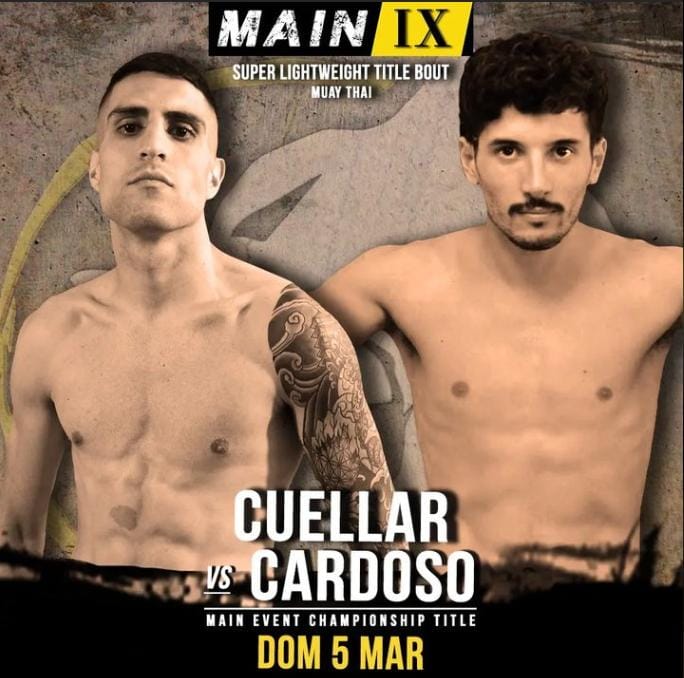 MAIN IX
SUPER LIGHTWEIGHT TITLE BOUT
MUAY THAI
CUELLAR
VS CARDOSO
MAIN EVENT CHAMPIONSHIP TITLE
DOM 5 MAR